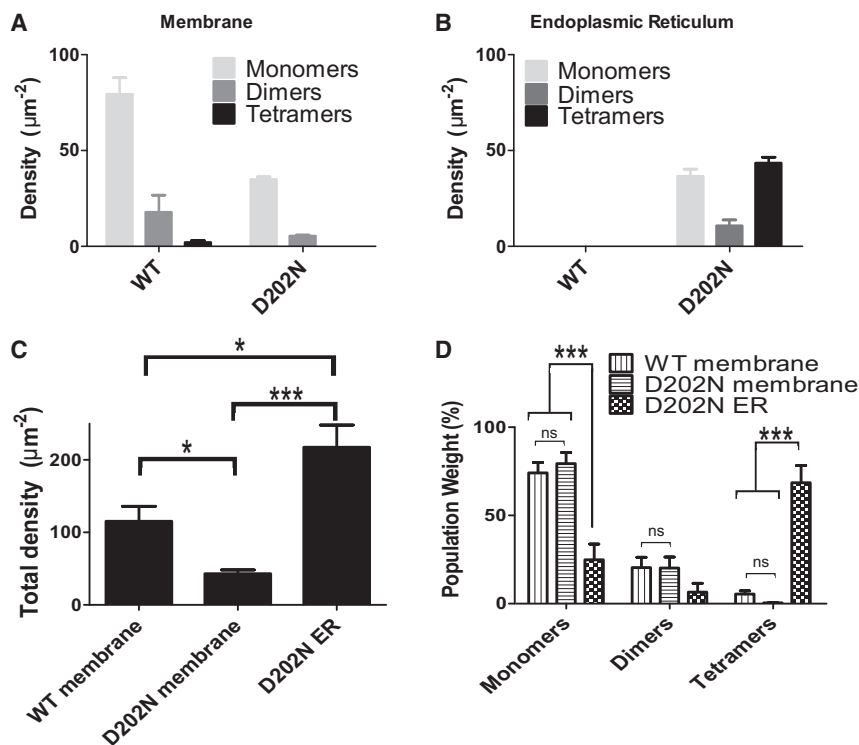 A
Membrane
100
50
0
Density (μm⁻²)
Monomers
Dimers
Tetramers
WT
D202N
B
Endoplasmic Reticulum
100
50
0
Density (μm⁻²)
Monomers
Dimers
Tetramers
WT
D202N
C
*
***
*
200
100
0
Total density (μm⁻²)
WT membrane
D202N membrane
D202N ER
D
WT membrane
D202N membrane
D202N ER
***
ns
ns
***
ns
100
50
0
Population Weight (%)
Monomers
Dimers
Tetramers